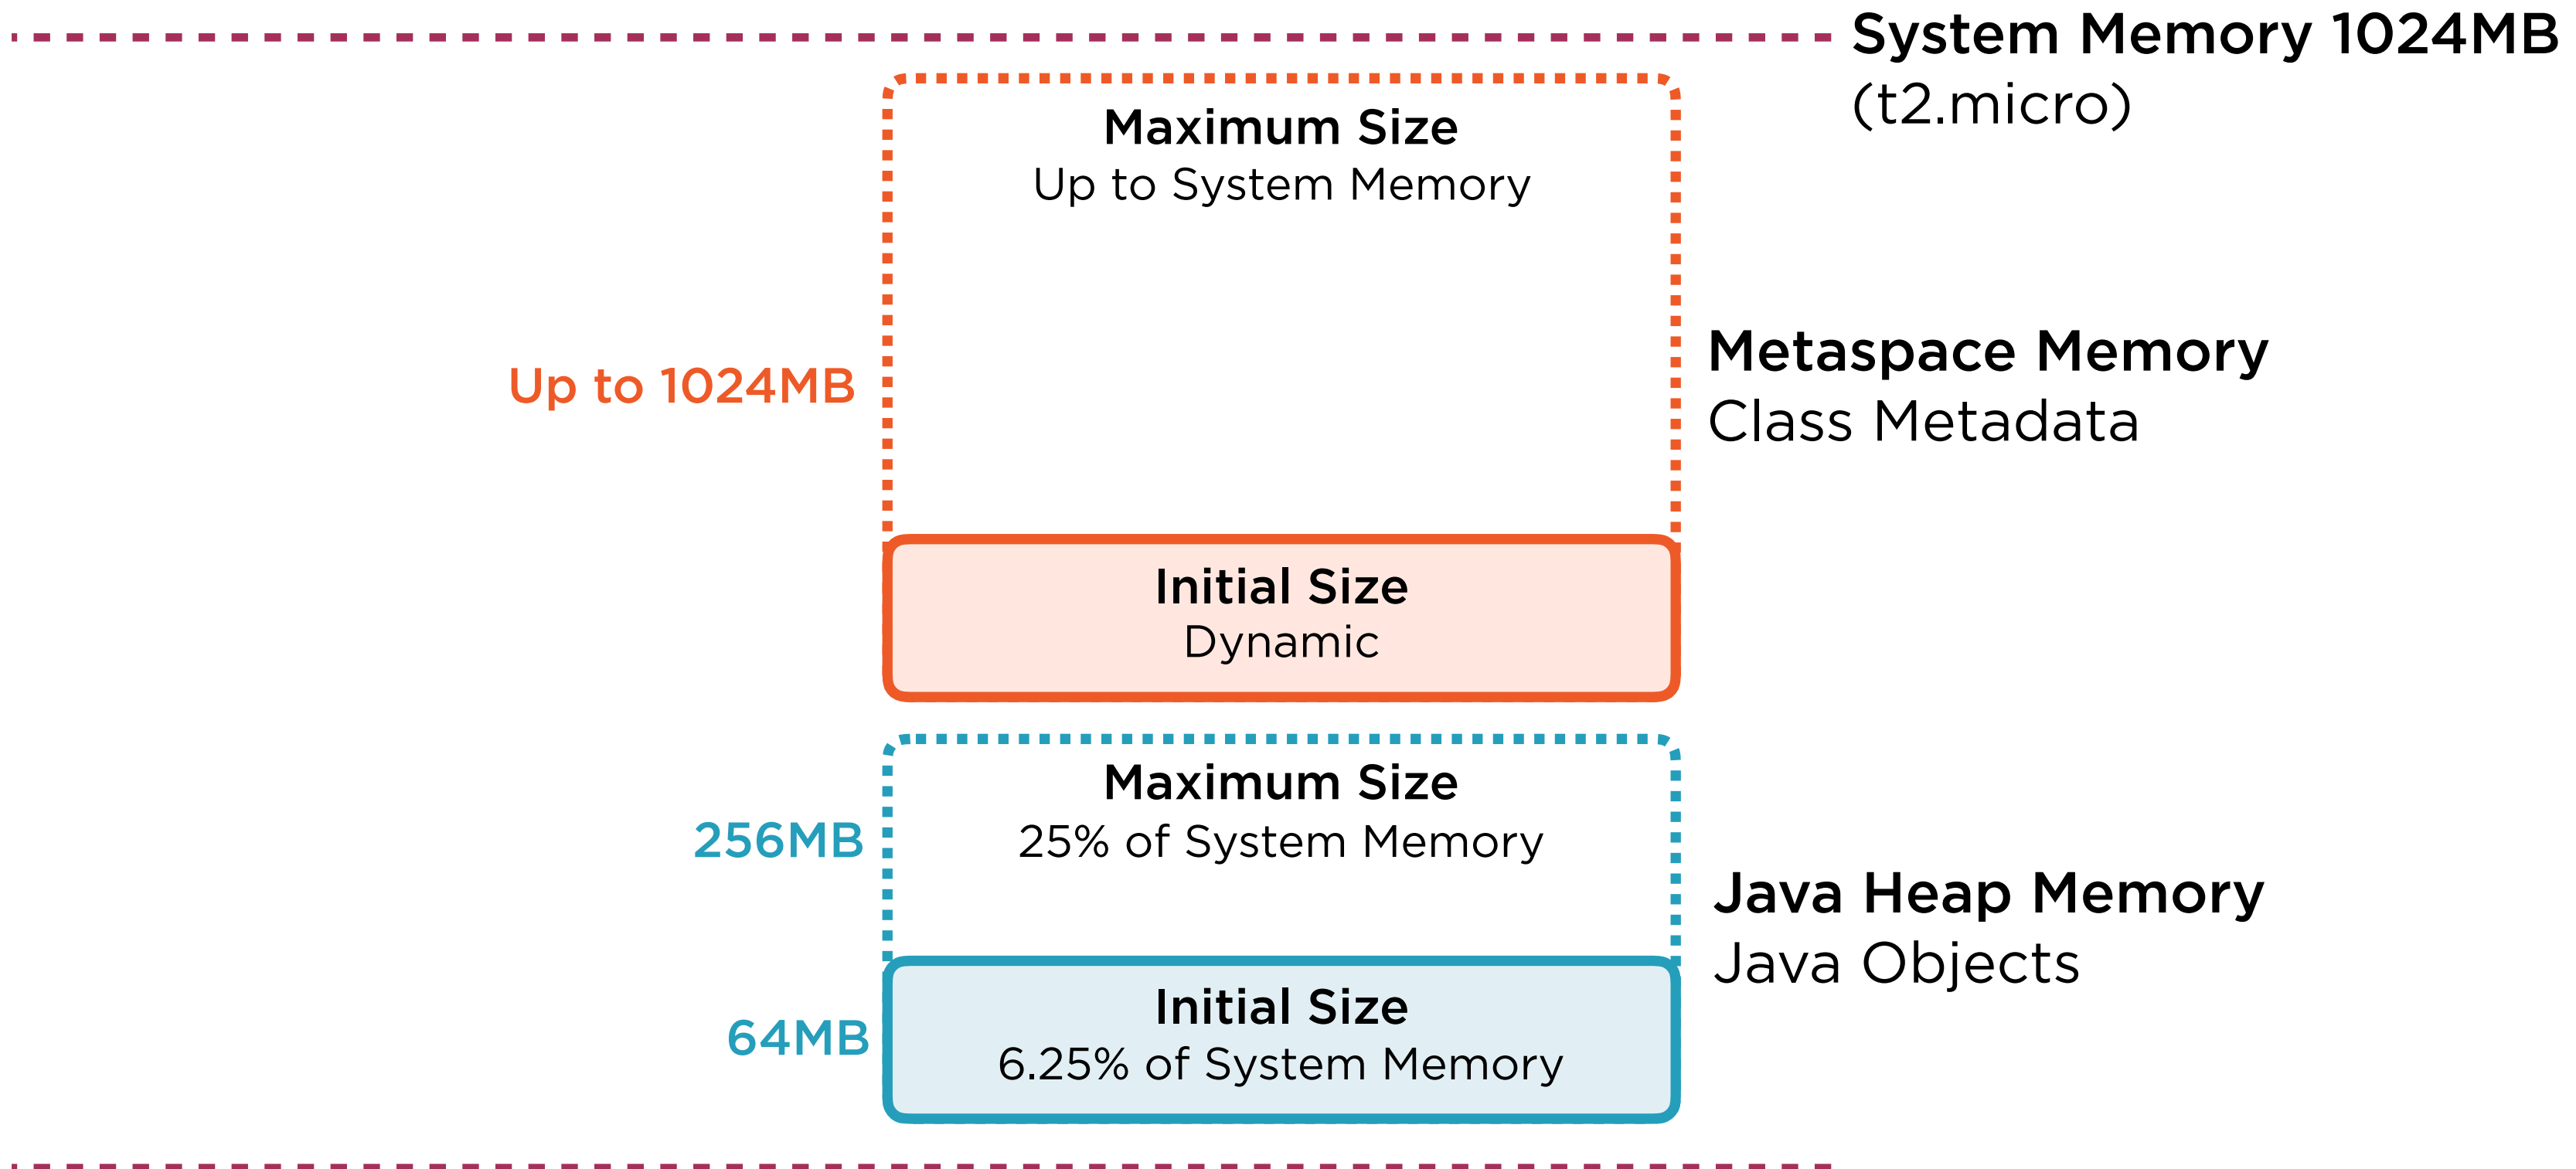 System Memory 1024MB
(t2.micro)
Maximum Size
Up to System Memory
Up to 1024MB
Metaspace Memory
Class Metadata
Initial Size
Dynamic
Maximum Size
25% of System Memory
256MB
Java Heap Memory
Java Objects
Initial Size
6.25% of System Memory
64MB